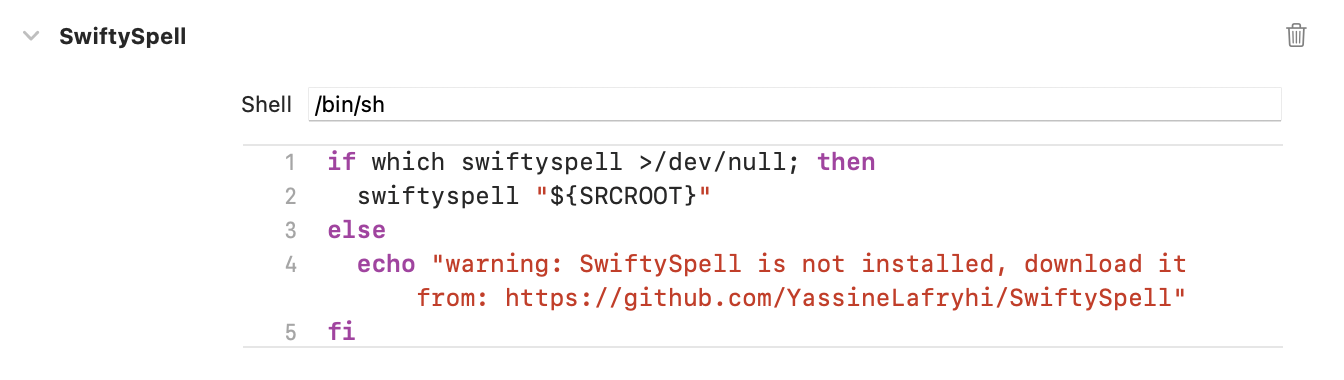 SwiftySpell
Shell /bin/sh
1 if which swiftyspell >/dev/null; then
2 swiftyspell "${SRCROOT}"
3 else
4 echo "warning: SwiftySpell is not installed, download it
from: https://github.com/YassineLafryhi/SwiftySpell"
5 fi